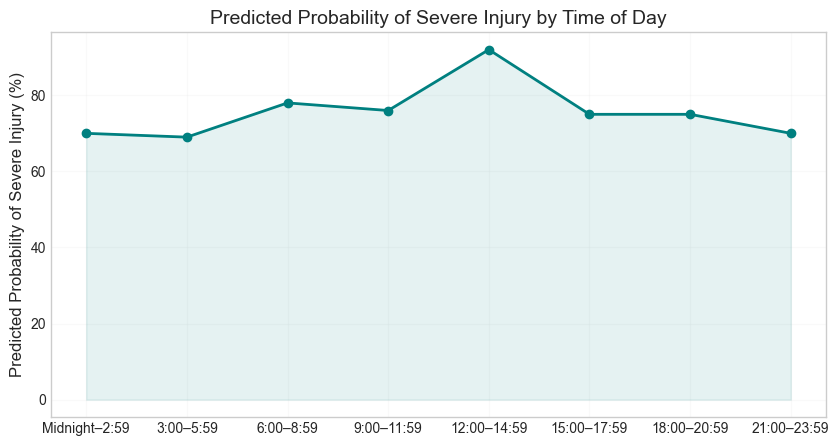 Predicted Probability of Severe Injury by Time of Day
Predicted Probability of Severe Injury (%)
80
60
40
20
0
Midnight–2:59 3:00–5:59 6:00–8:59 9:00–11:59 12:00–14:59 15:00–17:59 18:00–20:59 21:00–23:59